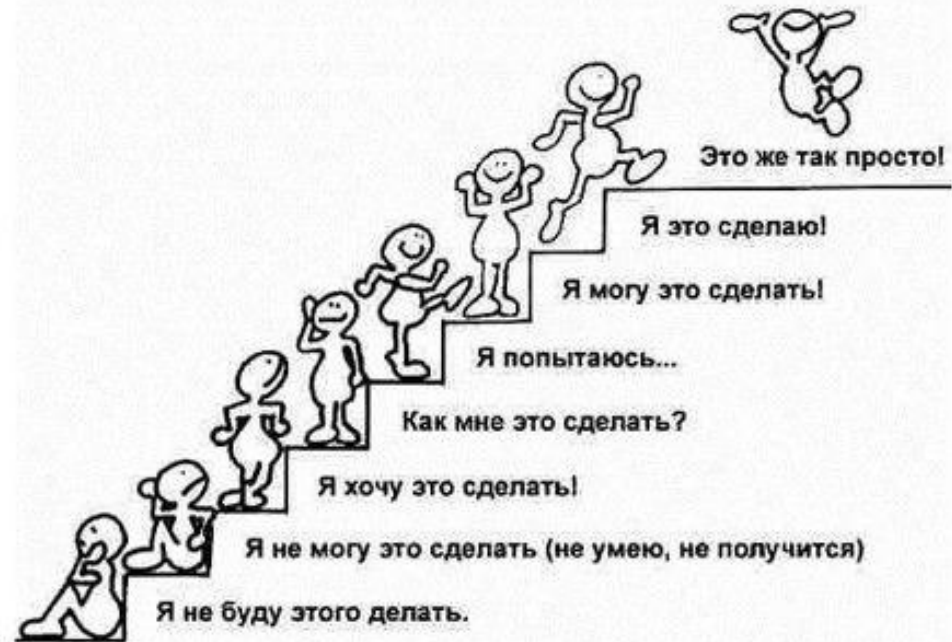 Это же так просто!
Я это сделаю!
Я могу это сделать!
Я попытаюсь...
Как мне это сделать?
Я хочу это сделать!
Я не могу это сделать (не умею, не получится)
Я не буду этого делать.